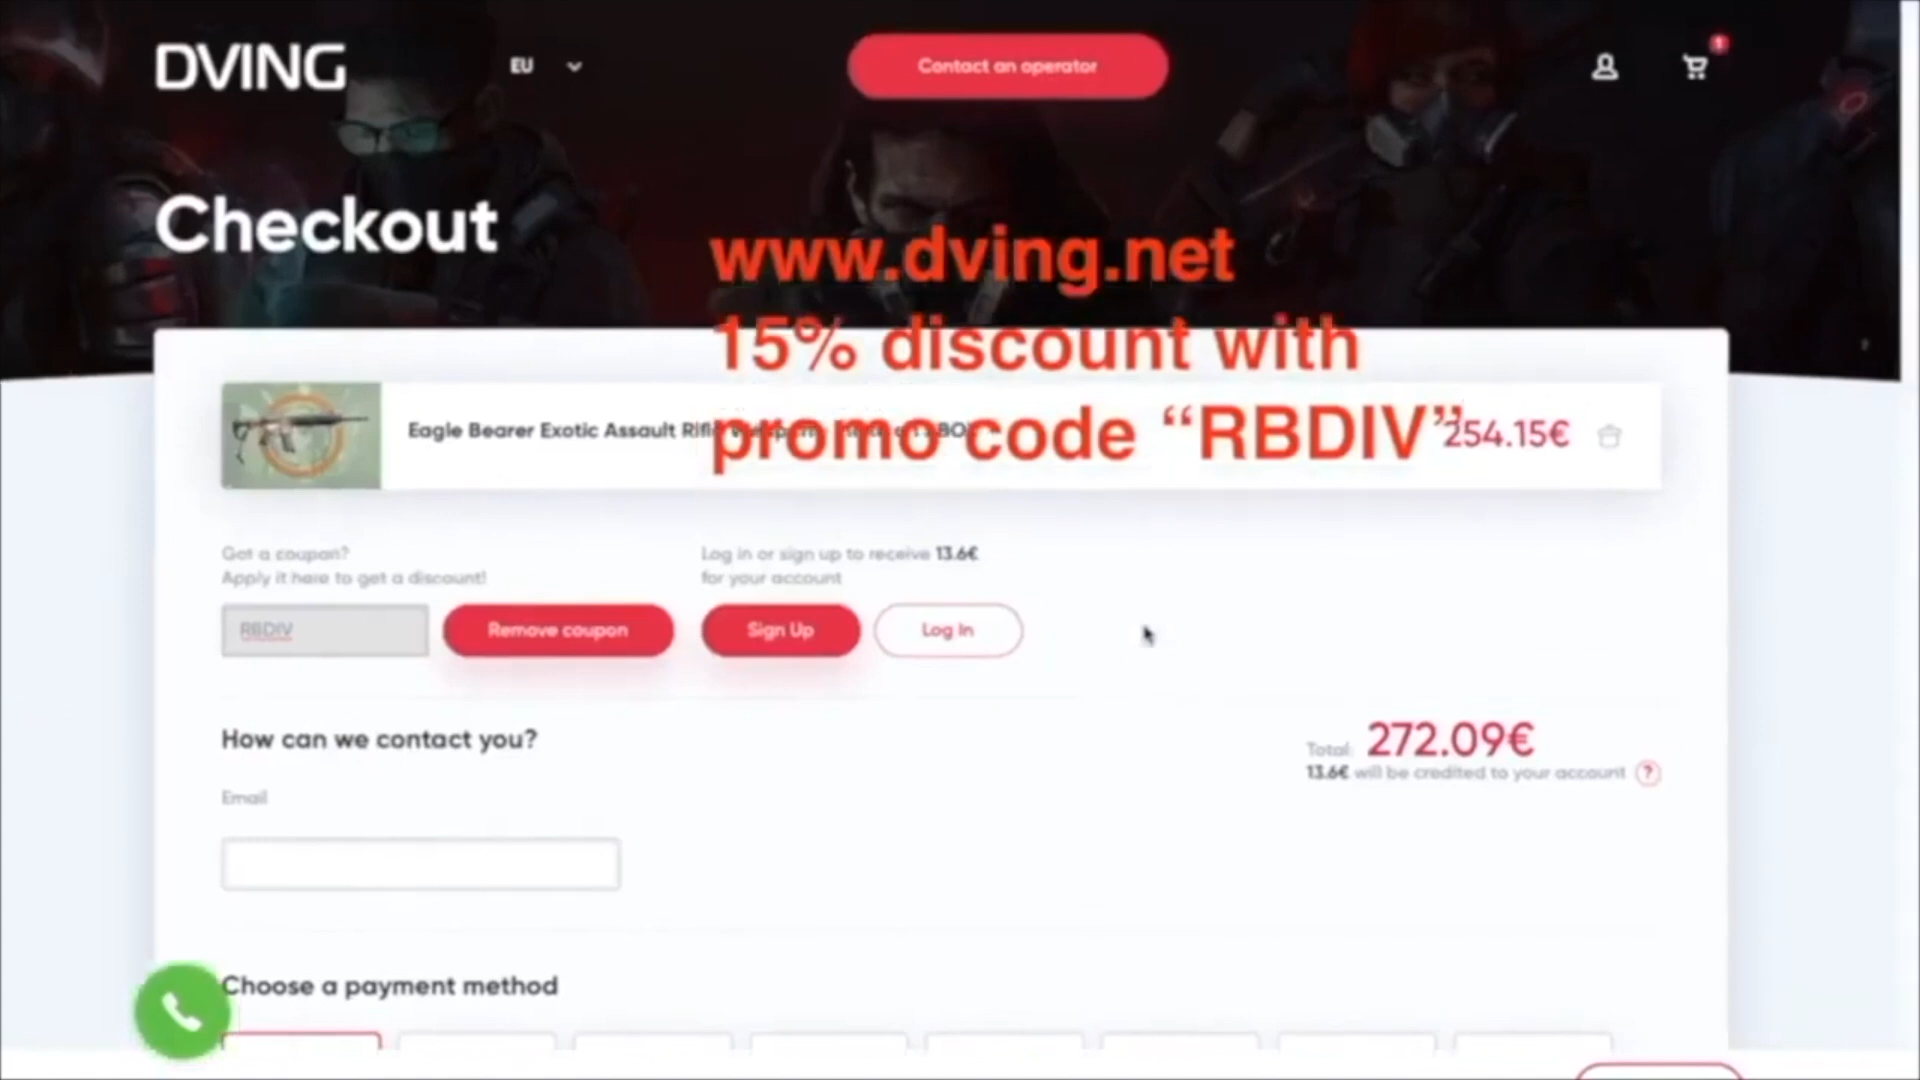 DVING
EU
Contact an operator
1
Checkout
www.dving.net
15% discount with
promo code “RBDIV”
Eagle Bearer Exotic Assault Rifle
254.15€
Got a coupon?
Apply it here to get a discount!
Log in or sign up to receive 13.6€
for your account
RBDIV
Remove coupon
Sign Up
Log In
How can we contact you?
Total: 272.09€
13.6€ will be credited to your account ?
Email
Choose a payment method